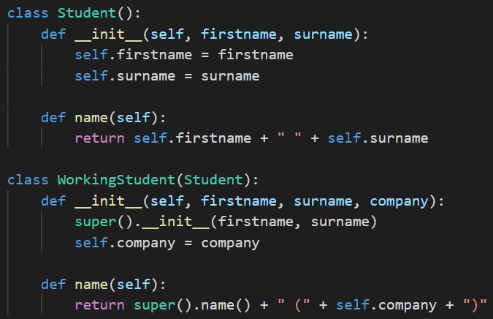 class Student():
    def __init__(self, firstname, surname):
        self.firstname = firstname
        self.surname = surname

    def name(self):
        return self.firstname + " " + self.surname

class WorkingStudent(Student):
    def __init__(self, firstname, surname, company):
        super().__init__(firstname, surname)
        self.company = company

    def name(self):
        return super().name() + " (" + self.company + ")"